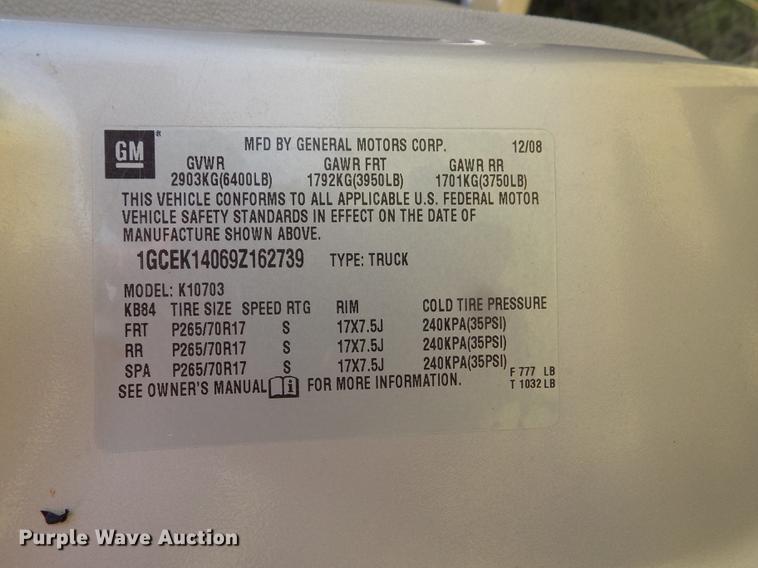 GM ®
MFD BY GENERAL MOTORS CORP. 12/08
GVWR GAWR FRT GAWR RR
2903KG(6400LB) 1792KG(3950LB) 1701KG(3750LB)
THIS VEHICLE CONFORMS TO ALL APPLICABLE U.S. FEDERAL MOTOR
VEHICLE SAFETY STANDARDS IN EFFECT ON THE DATE OF
MANUFACTURE SHOWN ABOVE.
1GCEK14069Z162739 TYPE: TRUCK
MODEL: K10703
KB84 TIRE SIZE SPEED RTG RIM COLD TIRE PRESSURE
FRT P265/70R17 S 17X7.5J 240KPA(35PSI)
RR P265/70R17 S 17X7.5J 240KPA(35PSI)
SPA P265/70R17 S 17X7.5J 240KPA(35PSI) F 777 LB
SEE OWNER'S MANUAL i FOR MORE INFORMATION. T 1032 LB
Purple Wave Auction